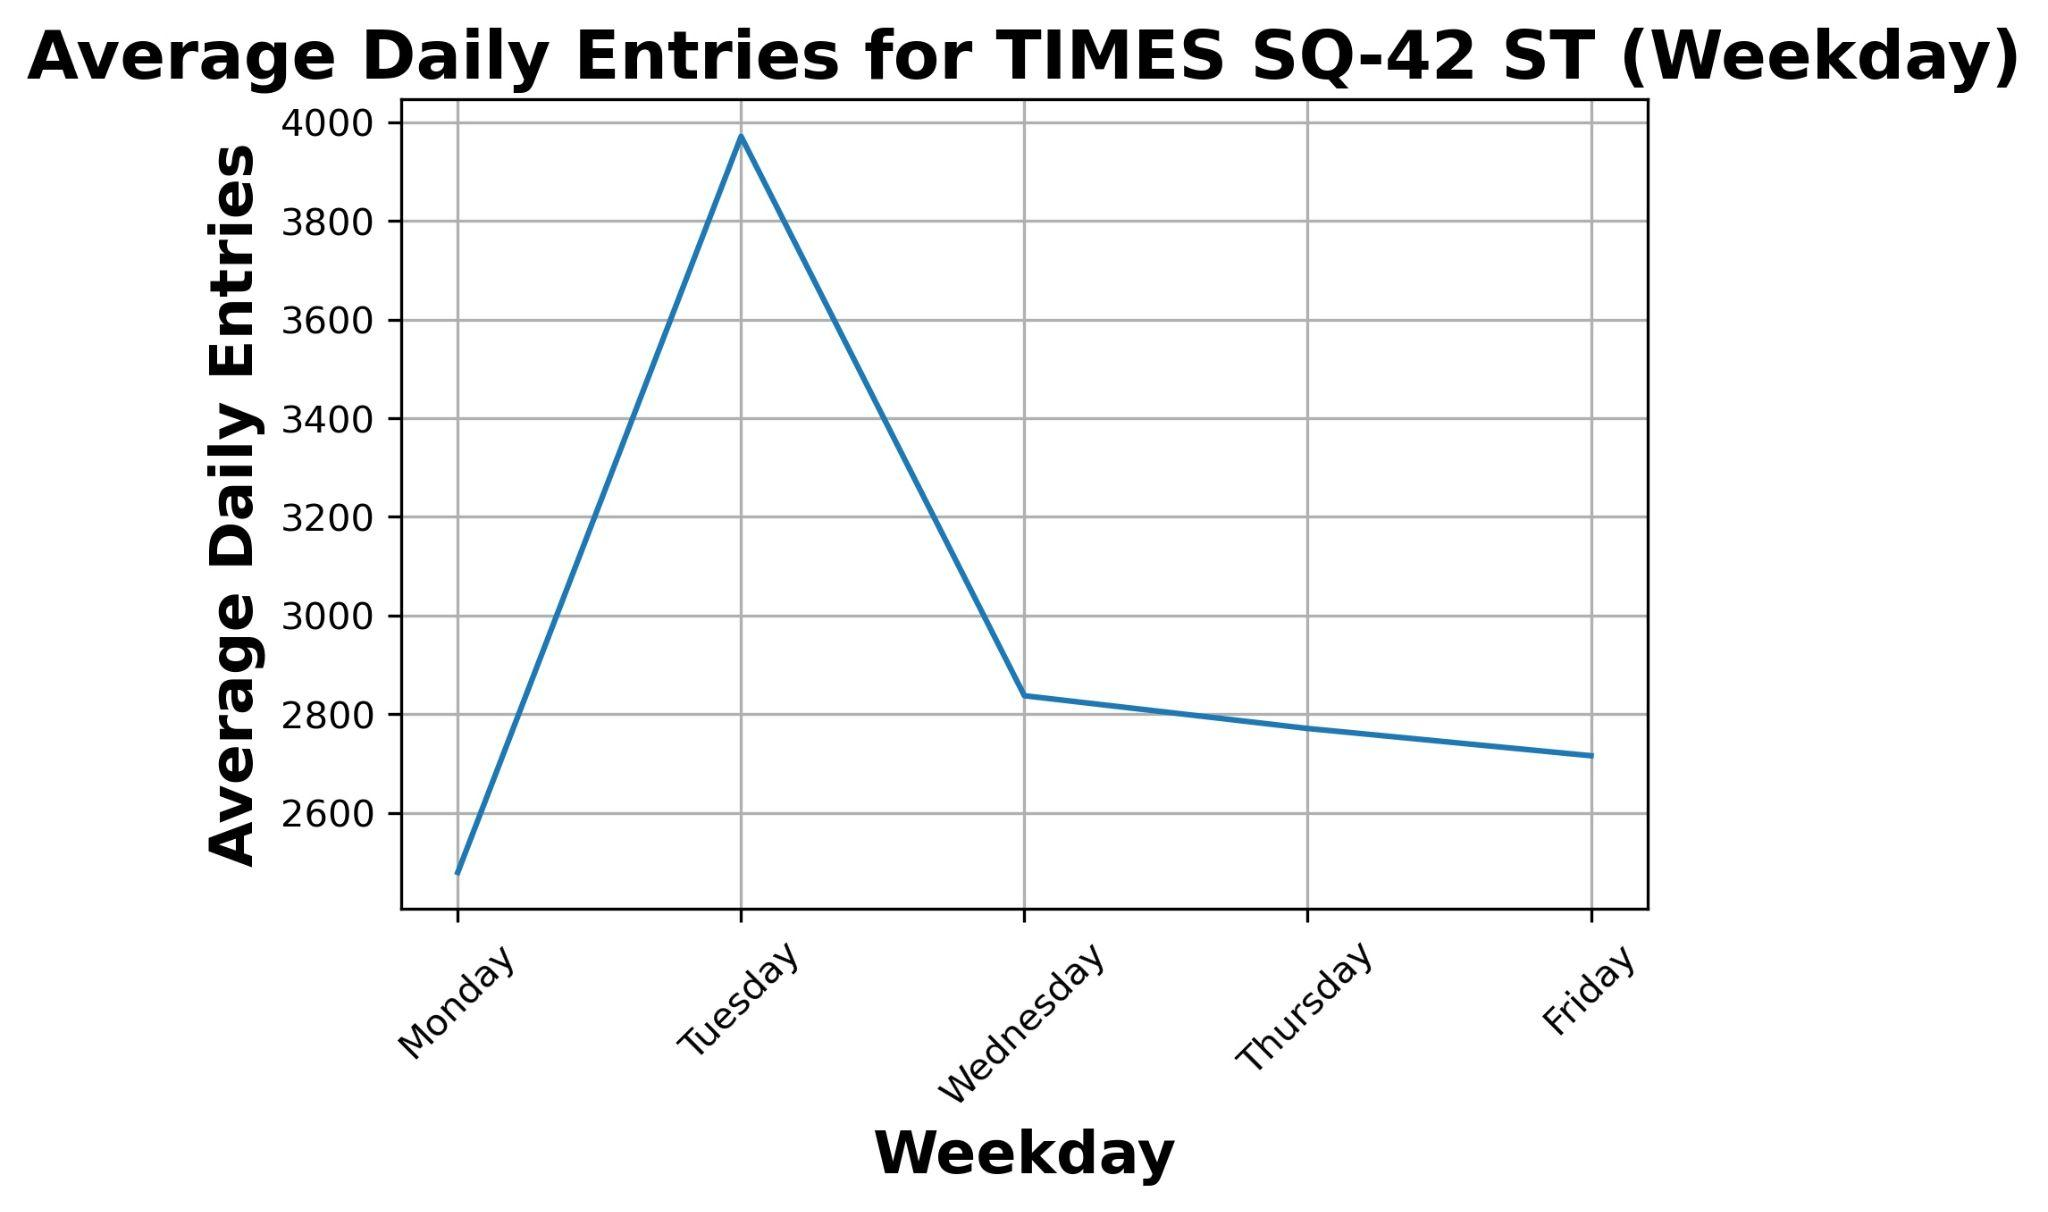 Average Daily Entries for TIMES SQ-42 ST (Weekday)
Average Daily Entries
4000
3800
3600
3400
3200
3000
2800
2600
Monday
Tuesday
Wednesday
Thursday
Friday
Weekday